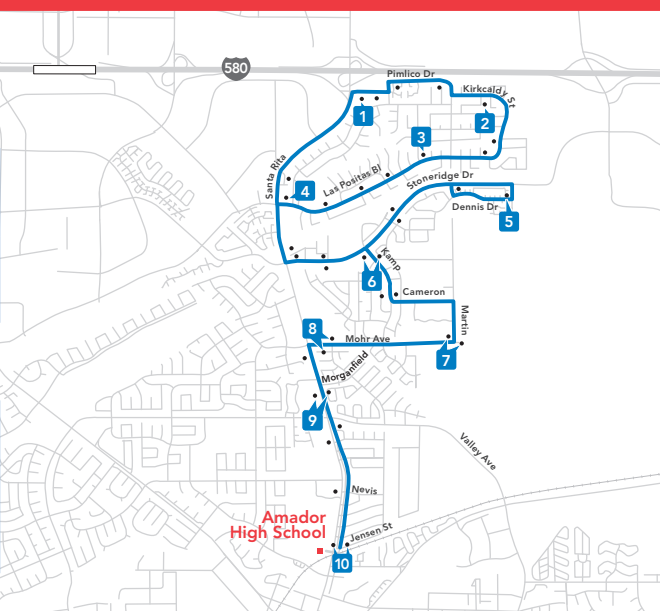 580
Pimlico Dr
Kirkcaldy St
1
2
3
Santa Rita
4
Las Positas Bl
Stoneridge Dr
Dennis Dr
5
Kamp
6
Cameron
Martin
8
Mohr Ave
7
Morganfield
9
Valley Ave
Nevis
Amador
High School
Jensen St
10